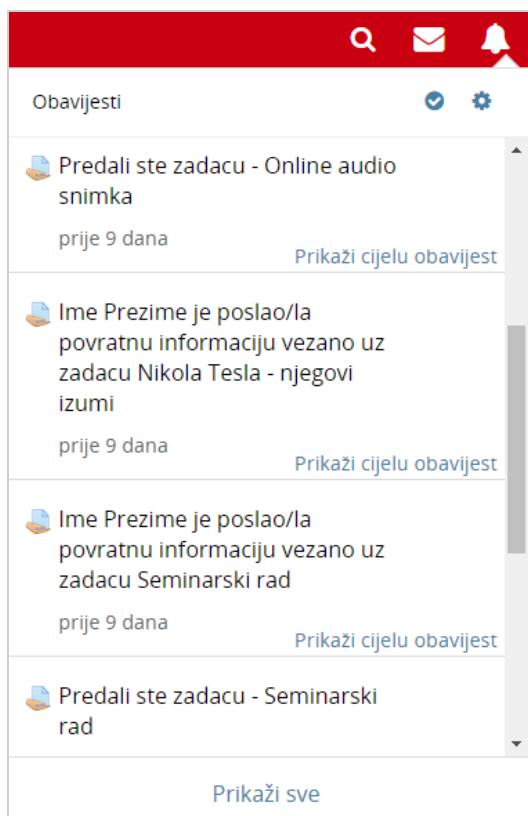 Obavijesti
Predali ste zadacu - Online audio
snimka
prije 9 dana
Prikaži cijelu obavijest
Ime Prezime je poslao/la
povratnu informaciju vezano uz
zadacu Nikola Tesla - njegovi
izumi
prije 9 dana
Prikaži cijelu obavijest
Ime Prezime je poslao/la
povratnu informaciju vezano uz
zadacu Seminarski rad
prije 9 dana
Prikaži cijelu obavijest
Predali ste zadacu - Seminarski
rad
Prikaži sve